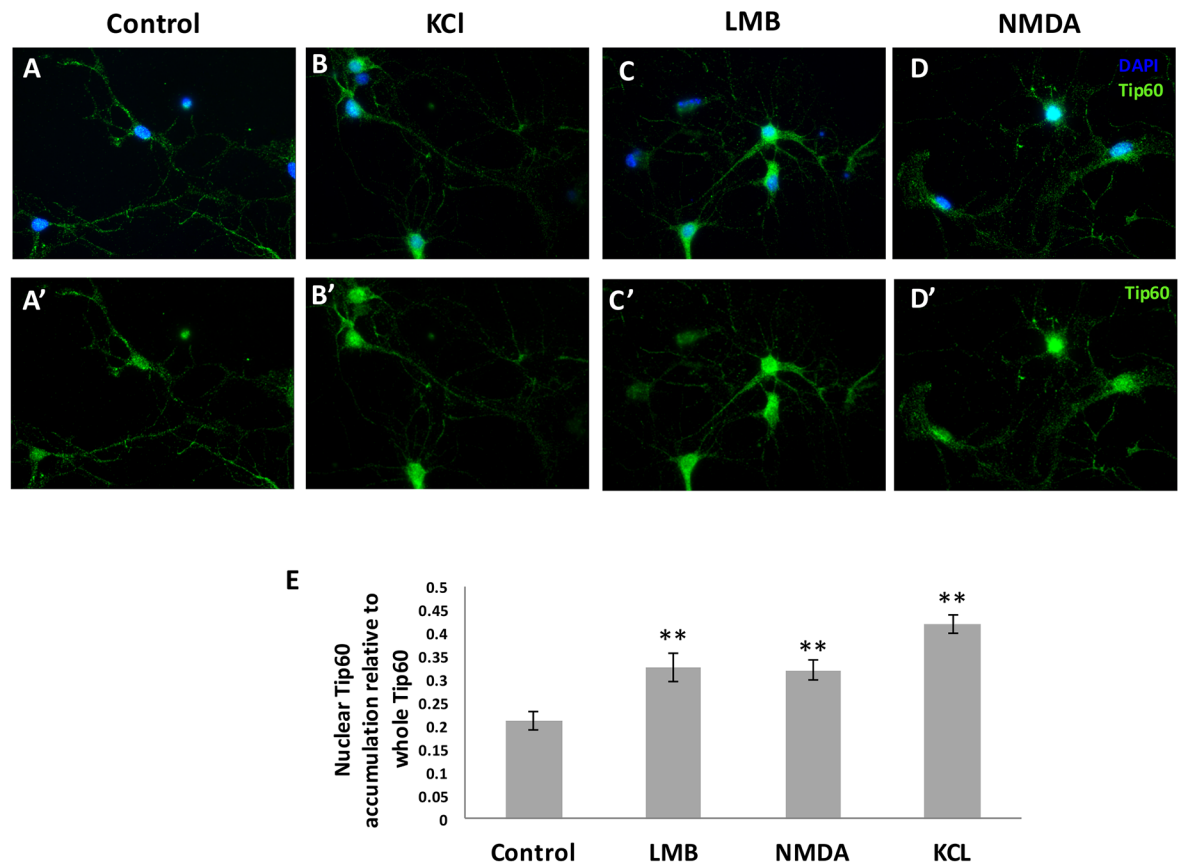 Control KCl LMB NMDA
A B C D DAPI
Tip60
A’ B’ C’ D’ Tip60
E
Nuclear Tip60
accumulation relative to
whole Tip60
0.5
0.45
0.4
0.35
0.3
0.25
0.2
0.15
0.1
0.05
0
** ** **
Control LMB NMDA KCL